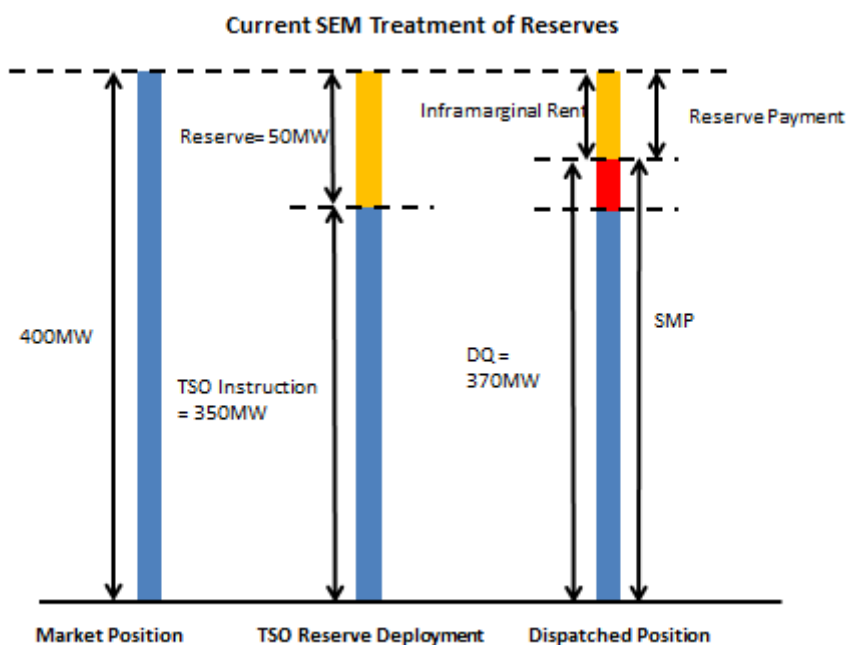 Current SEM Treatment of Reserves
Inframarginal Rent
Reserve Payment
Reserve= 50MW
400MW
SMP
DQ =
370MW
TSO Instruction
= 350MW
Market Position
TSO Reserve Deployment
Dispatched Position